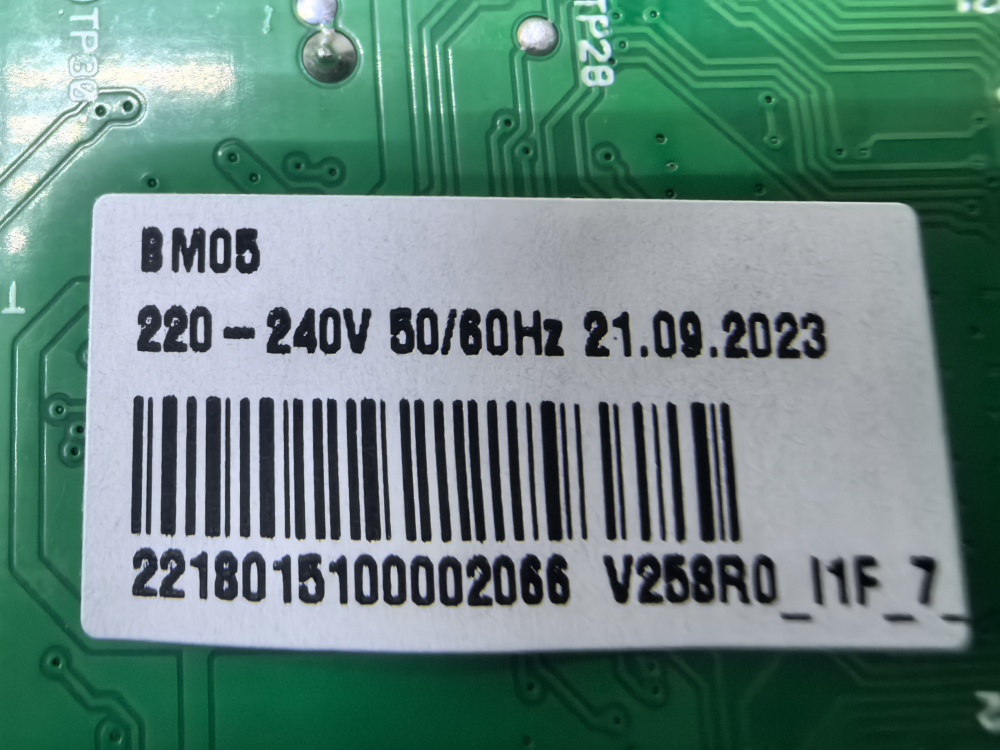 TP30
TP28
BM05
220-240V 50/60Hz 21.09.2023
2218015100002066 V258R0_I1F_7_